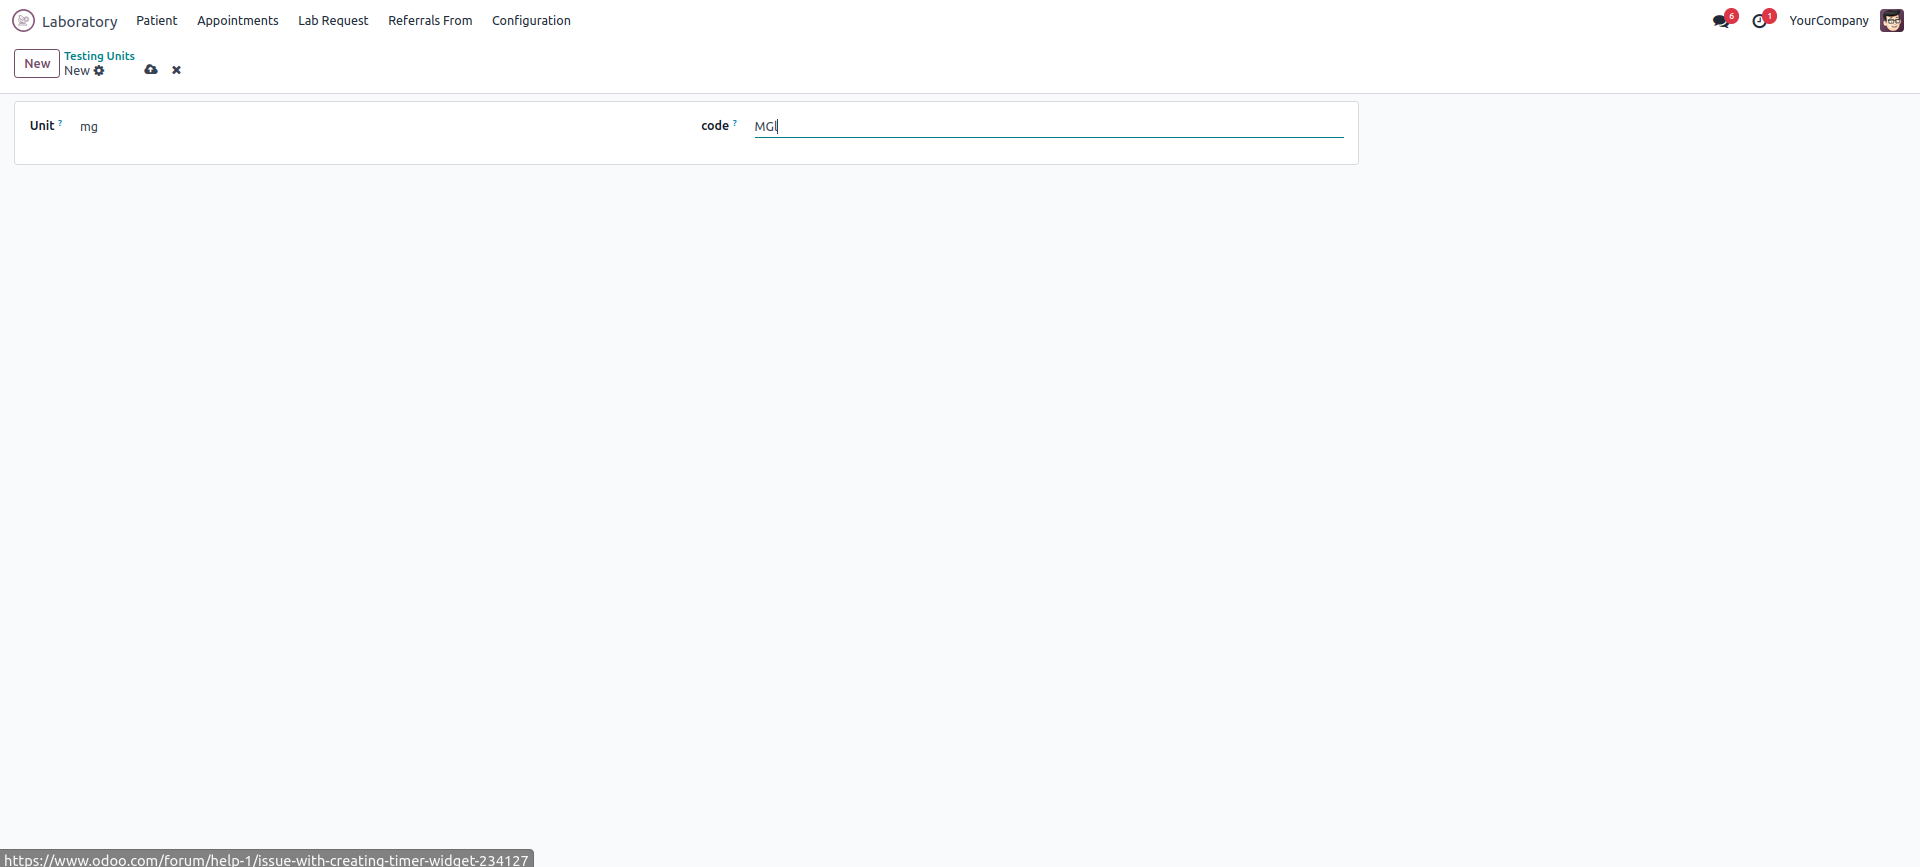 Laboratory Patient Appointments Lab Request Referrals From Configuration 6 1 YourCompany
New Testing Units
New
Unit ? mg code ? MGl
https://www.odoo.com/forum/help-1/issue-with-creating-timer-widget-234127